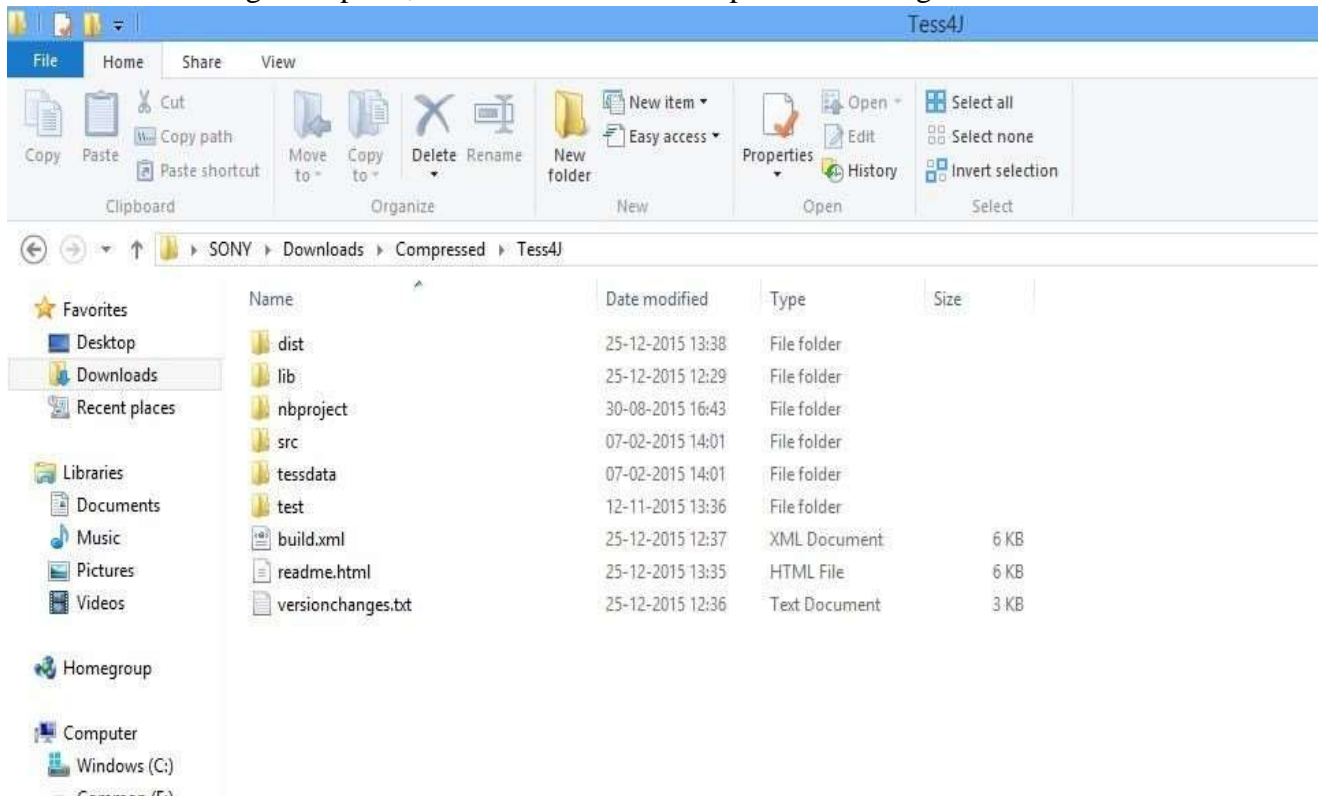 Tess4J
File Home Share View
Copy
Paste
Cut
Copy path
Paste shortcut
Clipboard
Move to
Copy to
Delete
Rename
Organize
New folder
New item
Easy access
New
Properties
Open
Edit
History
Open
Select all
Select none
Invert selection
Select
SONY Downloads Compressed Tess4J
Favorites
Desktop
Downloads
Recent places
Libraries
Documents
Music
Pictures
Videos
Homegroup
Computer
Windows (C:)
Name Date modified Type Size
dist 25-12-2015 13:38 File folder
lib 25-12-2015 12:29 File folder
nbproject 30-08-2015 16:43 File folder
src 07-02-2015 14:01 File folder
tessdata 07-02-2015 14:01 File folder
test 12-11-2015 13:36 File folder
build.xml 25-12-2015 12:37 XML Document 6 KB
readme.html 25-12-2015 13:35 HTML File 6 KB
versionchanges.txt 25-12-2015 12:36 Text Document 3 KB